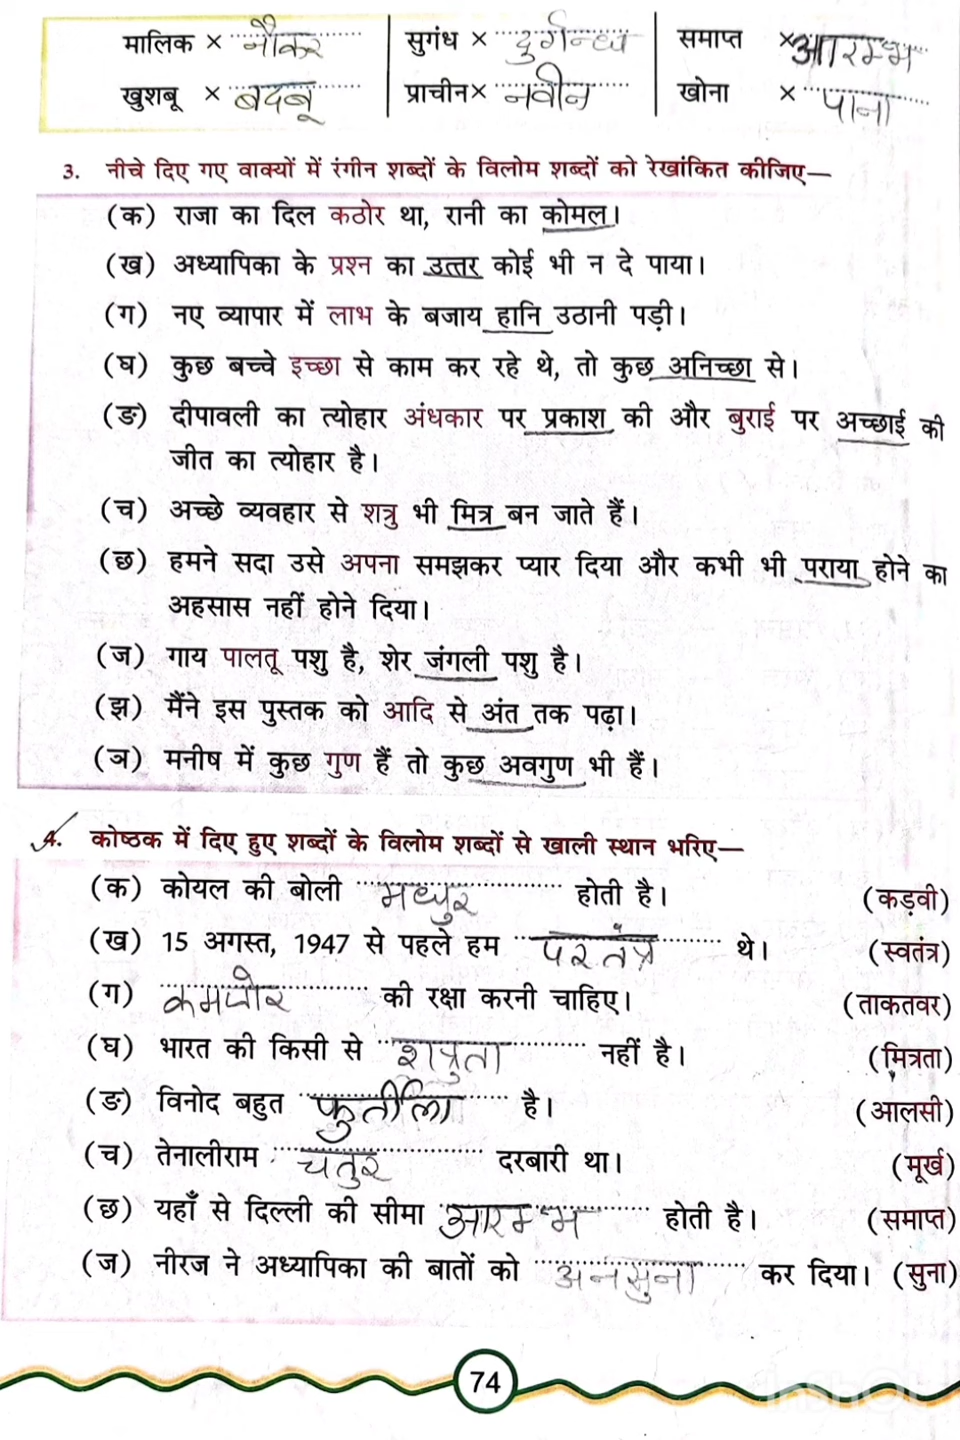 मालिक × नौकर सुगंध × दुर्गन्ध समाप्त × आरम्भ
खुशबू × बदबू प्राचीन× नवीन खोना × पाना
3. नीचे दिए गए वाक्यों में रंगीन शब्दों के विलोम शब्दों को रेखांकित कीजिए—
(क) राजा का दिल कठोर था, रानी का कोमल।
(ख) अध्यापिका के प्रश्न का उत्तर कोई भी न दे पाया।
(ग) नए व्यापार में लाभ के बजाय हानि उठानी पड़ी।
(घ) कुछ बच्चे इच्छा से काम कर रहे थे, तो कुछ अनिच्छा से।
(ङ) दीपावली का त्योहार अंधकार पर प्रकाश की और बुराई पर अच्छाई की
जीत का त्योहार है।
(च) अच्छे व्यवहार से शत्रु भी मित्र बन जाते हैं।
(छ) हमने सदा उसे अपना समझकर प्यार दिया और कभी भी पराया होने का
अहसास नहीं होने दिया।
(ज) गाय पालतू पशु है, शेर जंगली पशु है।
(झ) मैंने इस पुस्तक को आदि से अंत तक पढ़ा।
(ञ) मनीष में कुछ गुण हैं तो कुछ अवगुण भी हैं।
4. कोष्ठक में दिए हुए शब्दों के विलोम शब्दों से खाली स्थान भरिए—
(क) कोयल की बोली मधुर होती है। (कड़वी)
(ख) 15 अगस्त, 1947 से पहले हम परतंत्र थे। (स्वतंत्र)
(ग) कमजोर की रक्षा करनी चाहिए। (ताकतवर)
(घ) भारत की किसी से शत्रुता नहीं है। (मित्रता)
(ङ) विनोद बहुत फुर्तीला है। (आलसी)
(च) तेनालीराम चतुर दरबारी था। (मूर्ख)
(छ) यहाँ से दिल्ली की सीमा आरम्भ होती है। (समाप्त)
(ज) नीरज ने अध्यापिका की बातों को अनसुना कर दिया। (सुना)
74
InShOt